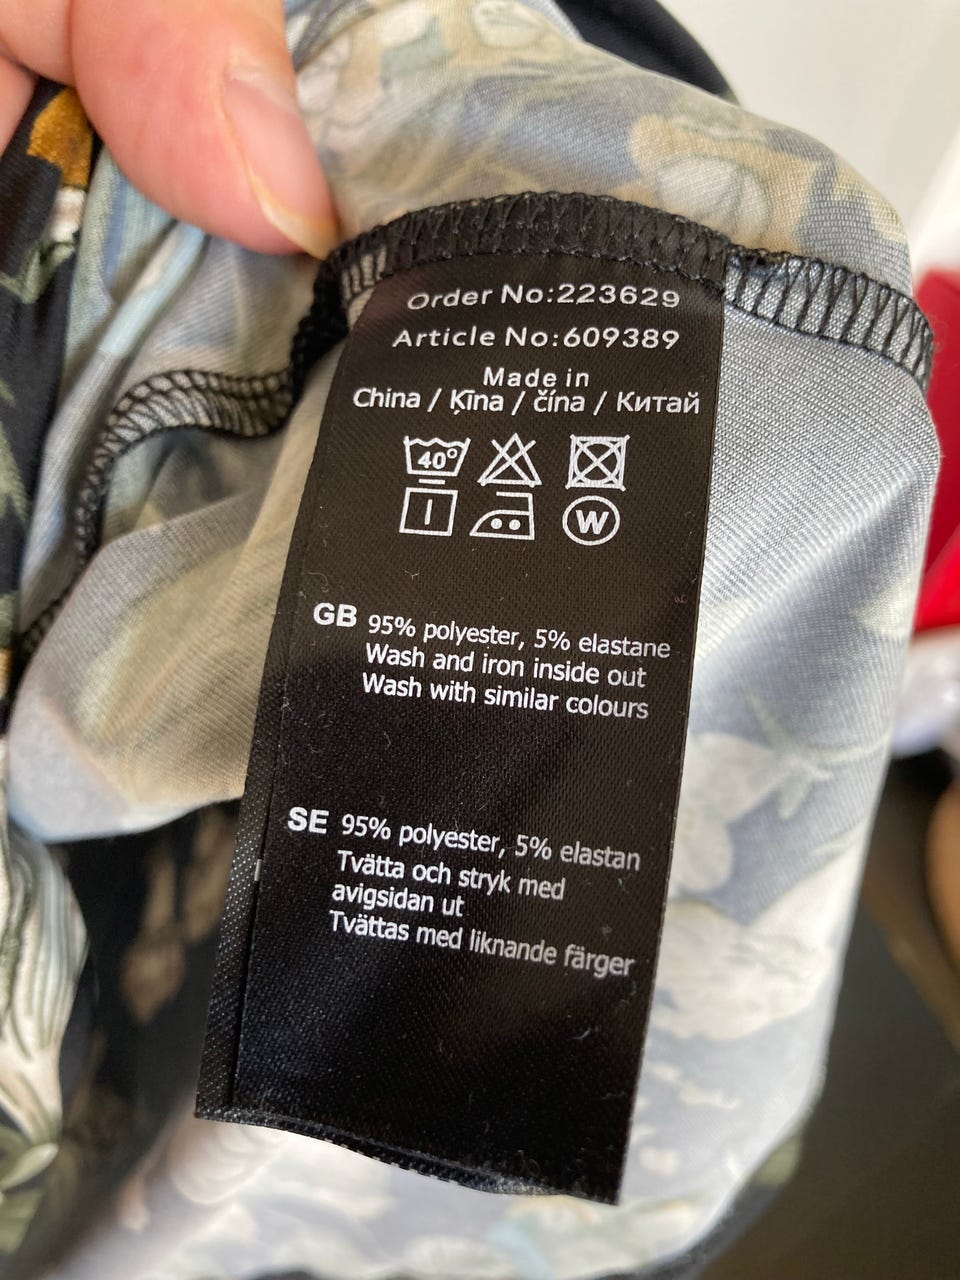 Order No:223629
Article No:609389
Made in
China / Ķīna / čína / Китай
40°
W
GB 95% polyester, 5% elastane
Wash and iron inside out
Wash with similar colours
SE 95% polyester, 5% elastan
Tvätta och stryk med
avigsidan ut
Tvättas med liknande färger